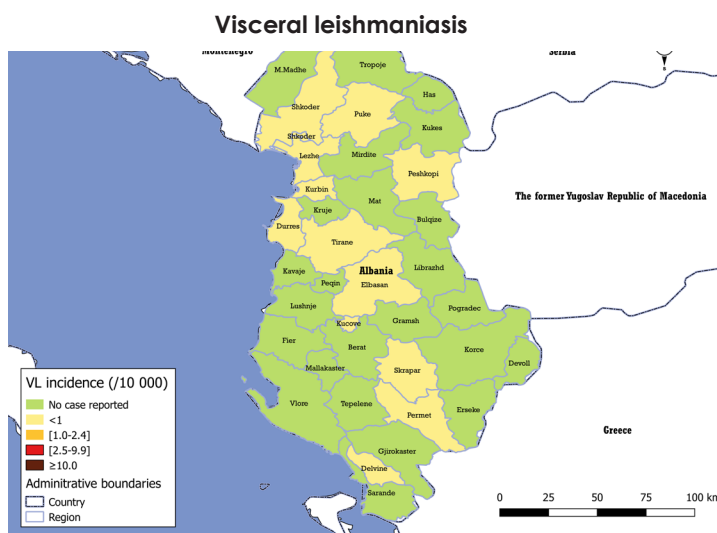 Visceral leishmaniasis
Montenegro
Serbia
N
M.Madhe
Tropoje
Has
Shkoder
Puke
Kukes
Shkoder
Lezhe
Mirdite
Peshkopi
Kurbin
Mat
The former Yugoslav Republic of Macedonia
Kruje
Bulqize
Durres
Tirane
Albania
Librazhd
Kavaje
Peqin
Elbasan
Lushnje
Pogradec
Kucove
Gramsh
Fier
Berat
Korce
Devoll
Mallakaster
Skrapar
Vlore
Tepelene
Permet
Erseke
Greece
Gjirokaster
Delvine
Sarande
VL incidence (/10 000)
No case reported
<1
[1.0-2.4]
[2.5-9.9]
≥10.0
Adminitrative boundaries
Country
Region
0 25 50 75 100 km